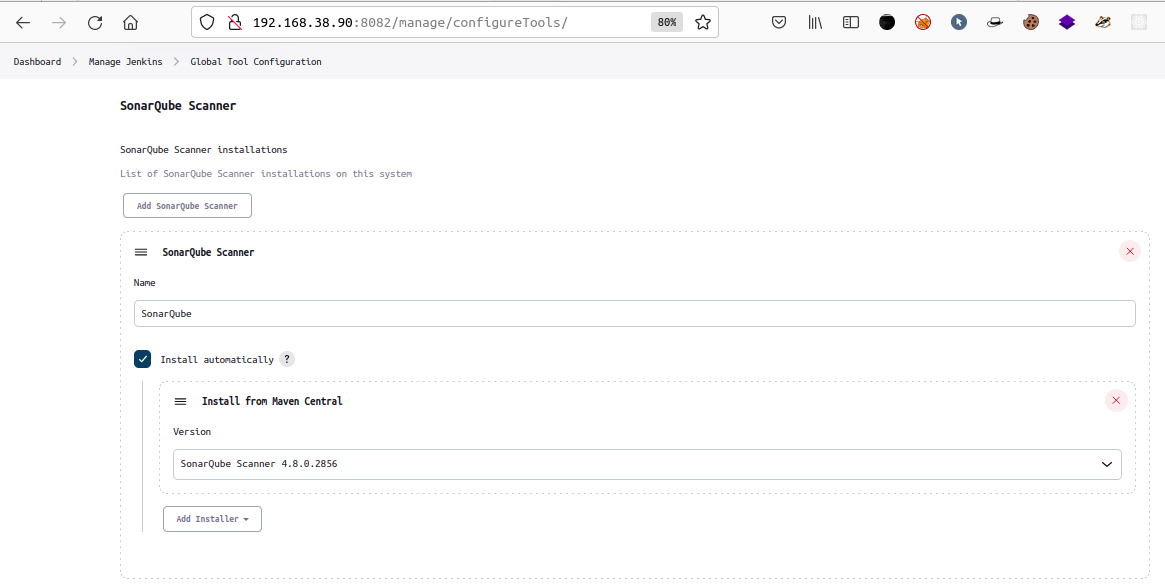 192.168.38.90:8082/manage/configureTools/ 80%
Dashboard > Manage Jenkins > Global Tool Configuration
SonarQube Scanner
SonarQube Scanner installations
List of SonarQube Scanner installations on this system
Add SonarQube Scanner
SonarQube Scanner
Name
SonarQube
Install automatically ?
Install from Maven Central
Version
SonarQube Scanner 4.8.0.2856
Add Installer